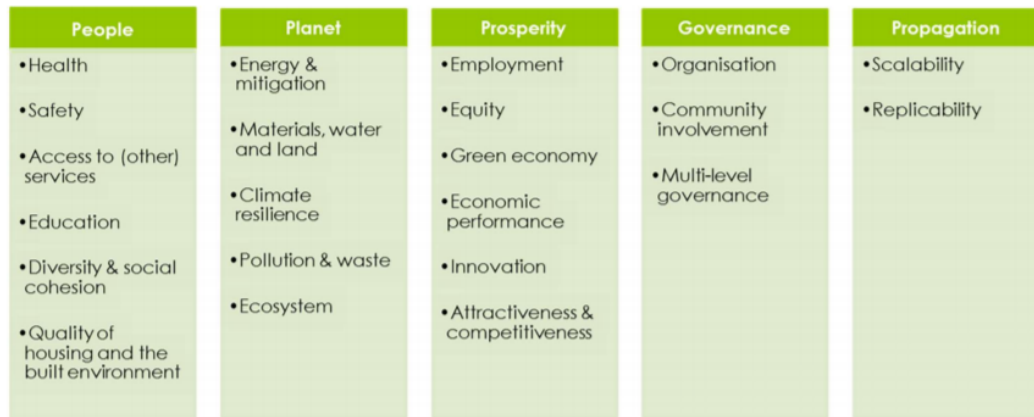 People
•Health
•Safety
•Access to (other)
services
•Education
•Diversity & social
cohesion
•Quality of
housing and the
built environment
Planet
•Energy &
mitigation
•Materials, water
and land
•Climate
resilience
•Pollution & waste
•Ecosystem
Prosperity
•Employment
•Equity
•Green economy
•Economic
performance
•Innovation
•Attractiveness &
competitiveness
Governance
•Organisation
•Community
involvement
•Multi-level
governance
Propagation
•Scalability
•Replicability